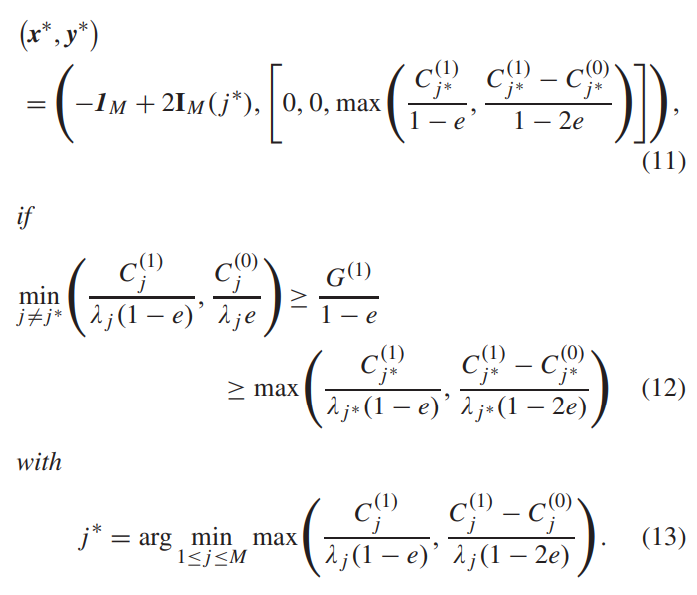 (x*, y*)
= (−1_M + 2I_M(j*), [0, 0, max(C_{j*}^{(1)}/(1 − e), (C_{j*}^{(1)} − C_{j*}^{(0)})/(1 − 2e))]),
(11)
if
min_{j≠j*}(C_j^{(1)}/(λ_j(1 − e)), C_j^{(0)}/(λ_j e)) ≥ G^{(1)}/(1 − e)
≥ max(C_{j*}^{(1)}/(λ_{j*}(1 − e)), (C_{j*}^{(1)} − C_{j*}^{(0)})/(λ_{j*}(1 − 2e))) (12)
with
j* = arg min_{1≤j≤M} max(C_j^{(1)}/(λ_j(1 − e)), (C_j^{(1)} − C_j^{(0)})/(λ_j(1 − 2e))). (13)